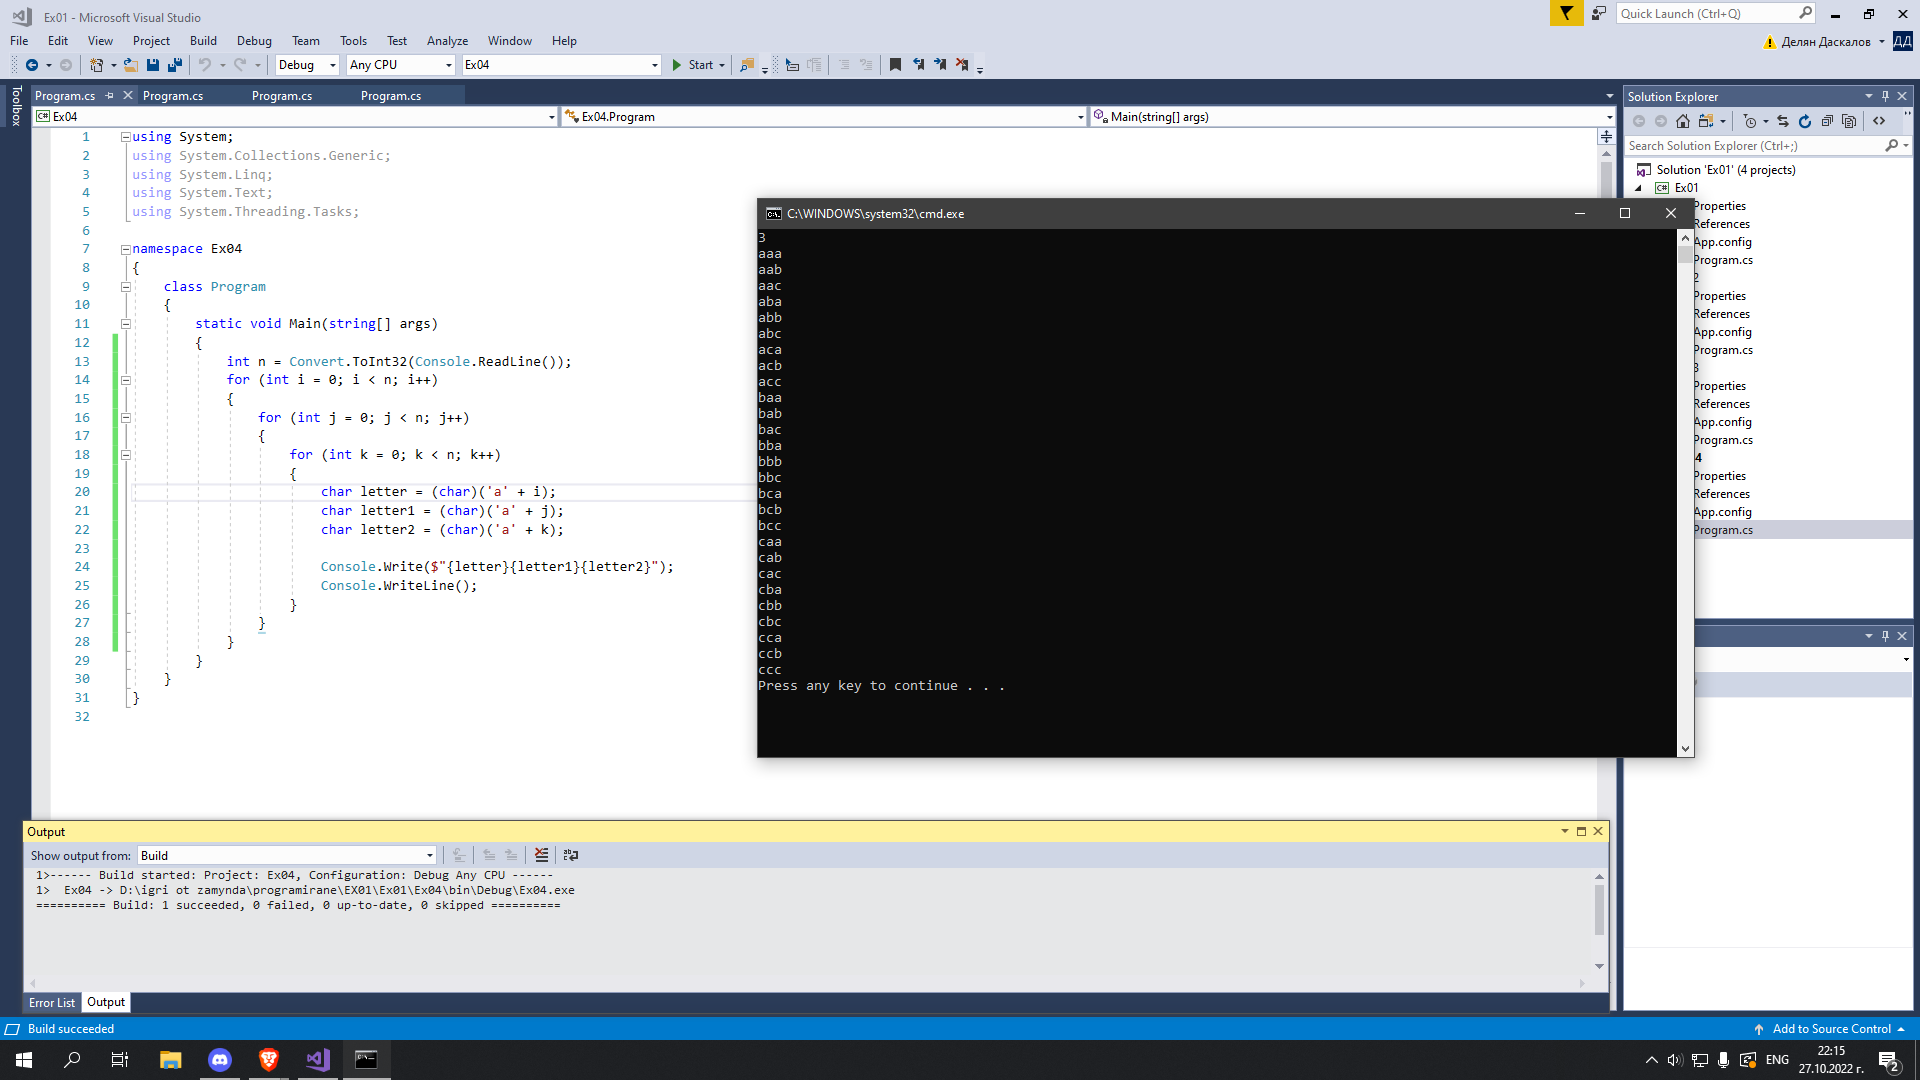 Ex01 - Microsoft Visual Studio
Quick Launch (Ctrl+Q)
File Edit View Project Build Debug Team Tools Test Analyze Window Help
Делян Даскалов ДД
Debug Any CPU Ex04 Start
Toolbox
Program.cs Program.cs Program.cs Program.cs
C# Ex04 Ex04.Program Main(string[] args)
1 using System;
2 using System.Collections.Generic;
3 using System.Linq;
4 using System.Text;
5 using System.Threading.Tasks;
6
7 namespace Ex04
8 {
9 class Program
10 {
11 static void Main(string[] args)
12 {
13 int n = Convert.ToInt32(Console.ReadLine());
14 for (int i = 0; i < n; i++)
15 {
16 for (int j = 0; j < n; j++)
17 {
18 for (int k = 0; k < n; k++)
19 {
20 char letter = (char)('a' + i);
21 char letter1 = (char)('a' + j);
22 char letter2 = (char)('a' + k);
23
24 Console.Write($"{letter}{letter1}{letter2}");
25 Console.WriteLine();
26 }
27 }
28 }
29 }
30 }
31 }
32
C:\WINDOWS\system32\cmd.exe
3
aaa
aab
aac
aba
abb
abc
aca
acb
acc
baa
bab
bac
bba
bbb
bbc
bca
bcb
bcc
caa
cab
cac
cba
cbb
cbc
cca
ccb
ccc
Press any key to continue . . .
Solution Explorer
Search Solution Explorer (Ctrl+;)
Solution 'Ex01' (4 projects)
C# Ex01
Properties
References
App.config
Program.cs
2
Properties
References
App.config
Program.cs
3
Properties
References
App.config
Program.cs
4
Properties
References
App.config
Program.cs
Output
Show output from: Build
1>------ Build started: Project: Ex04, Configuration: Debug Any CPU ------
1> Ex04 -> D:\igri ot zamynda\programirane\EX01\Ex01\Ex04\bin\Debug\Ex04.exe
========== Build: 1 succeeded, 0 failed, 0 up-to-date, 0 skipped ==========
Error List Output
Build succeeded
Add to Source Control
ENG
22:15
27.10.2022 г.
2